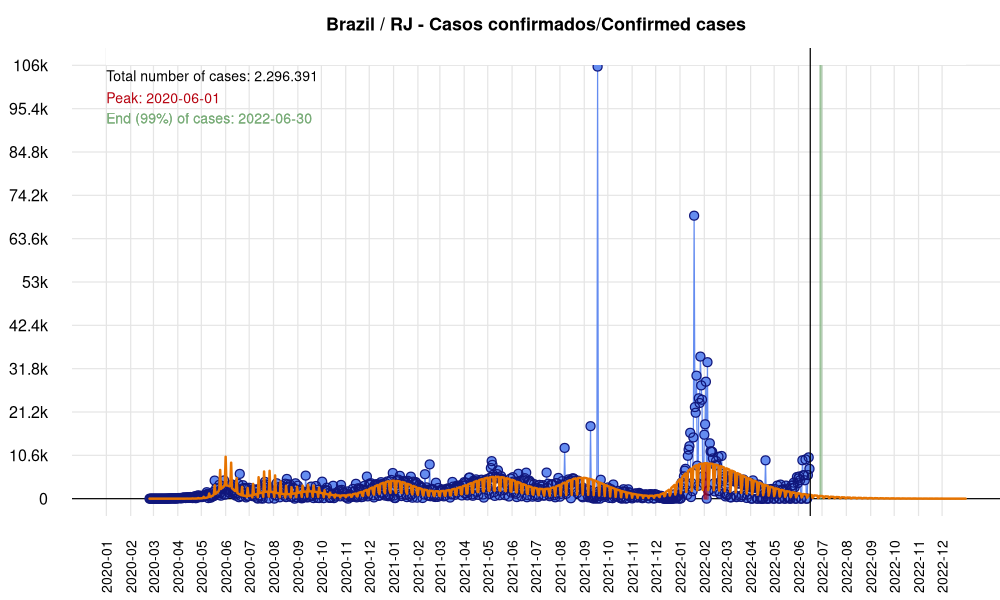 Brazil / RJ - Casos confirmados/Confirmed cases
106k
95.4k
84.8k
74.2k
63.6k
53k
42.4k
31.8k
21.2k
10.6k
0
Total number of cases: 2.296.391
Peak: 2020-06-01
End (99%) of cases: 2022-06-30
2020-01
2020-02
2020-03
2020-04
2020-05
2020-06
2020-07
2020-08
2020-09
2020-10
2020-11
2020-12
2021-01
2021-02
2021-03
2021-04
2021-05
2021-06
2021-07
2021-08
2021-09
2021-10
2021-11
2021-12
2022-01
2022-02
2022-03
2022-04
2022-05
2022-06
2022-07
2022-08
2022-09
2022-10
2022-11
2022-12